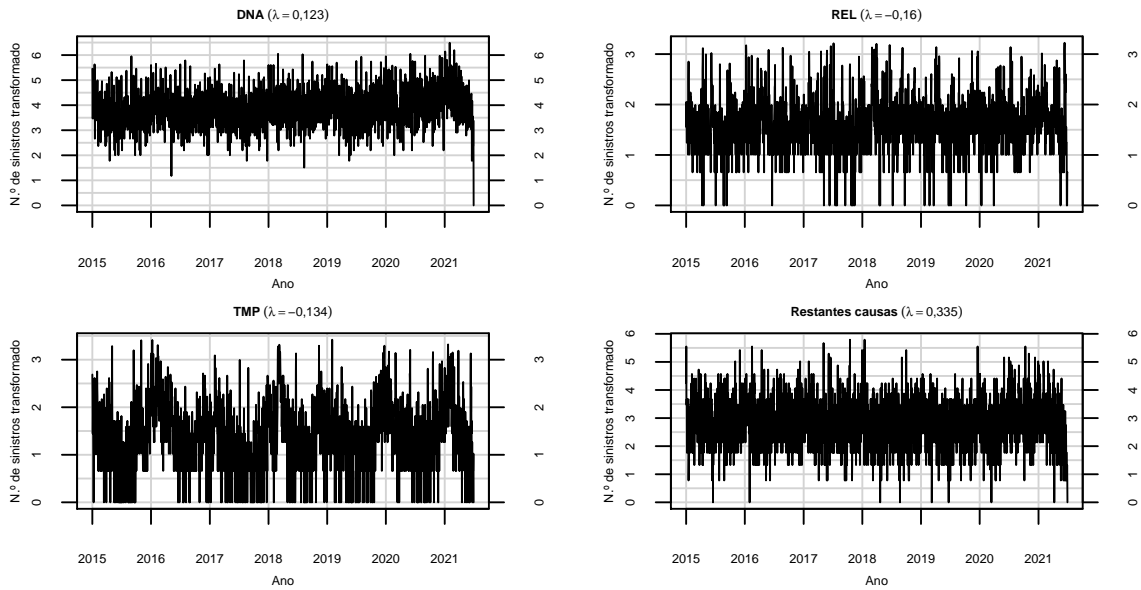 DNA (λ = 0,123)
N.º de sinistros transformado
0 1 2 3 4 5 6
0 1 2 3 4 5 6
2015 2016 2017 2018 2019 2020 2021
Ano
REL (λ = −0,16)
N.º de sinistros transformado
0 1 2 3
0 1 2 3
2015 2016 2017 2018 2019 2020 2021
Ano
TMP (λ = −0,134)
N.º de sinistros transformado
0 1 2 3
0 1 2 3
2015 2016 2017 2018 2019 2020 2021
Ano
Restantes causas (λ = 0,335)
N.º de sinistros transformado
0 1 2 3 4 5 6
0 1 2 3 4 5 6
2015 2016 2017 2018 2019 2020 2021
Ano